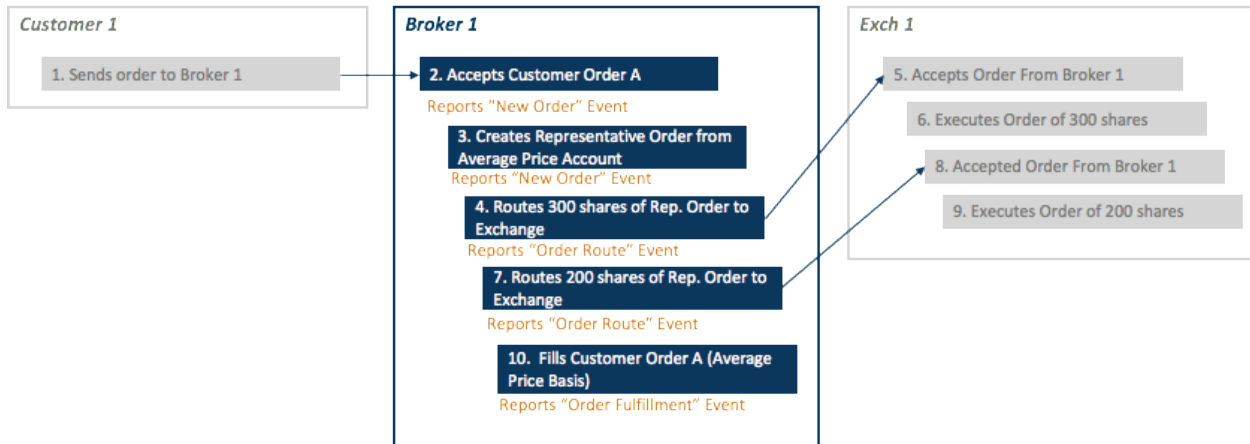 Customer 1
1. Sends order to Broker 1
Broker 1
2. Accepts Customer Order A
Reports "New Order" Event
3. Creates Representative Order from
Average Price Account
Reports "New Order" Event
4. Routes 300 shares of Rep. Order to
Exchange
Reports "Order Route" Event
7. Routes 200 shares of Rep. Order to
Exchange
Reports "Order Route" Event
10. Fills Customer Order A (Average
Price Basis)
Reports "Order Fulfillment" Event
Exch 1
5. Accepts Order From Broker 1
6. Executes Order of 300 shares
8. Accepted Order From Broker 1
9. Executes Order of 200 shares